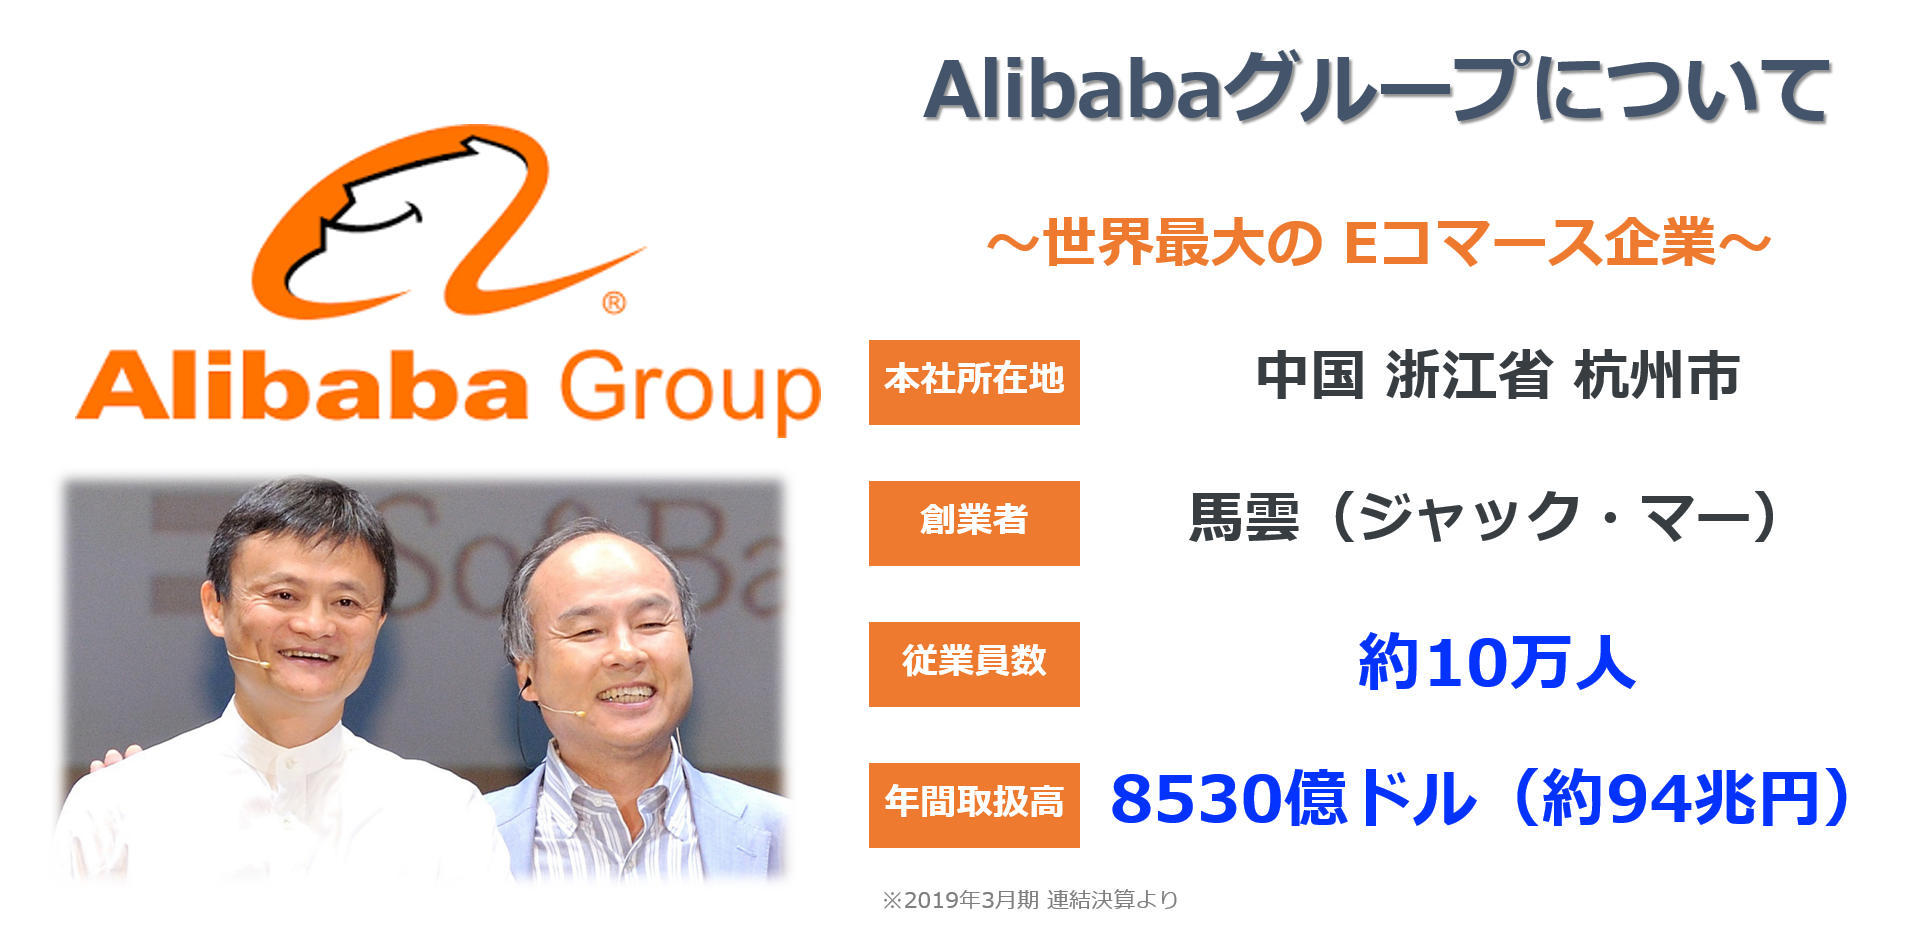 Alibabaグループについて
～世界最大の Eコマース企業～
®
Alibaba Group
本社所在地
中国 浙江省 杭州市
創業者
馬雲（ジャック・マー）
従業員数
約10万人
年間取扱高
8530億ドル（約94兆円）
※2019年3月期 連結決算より